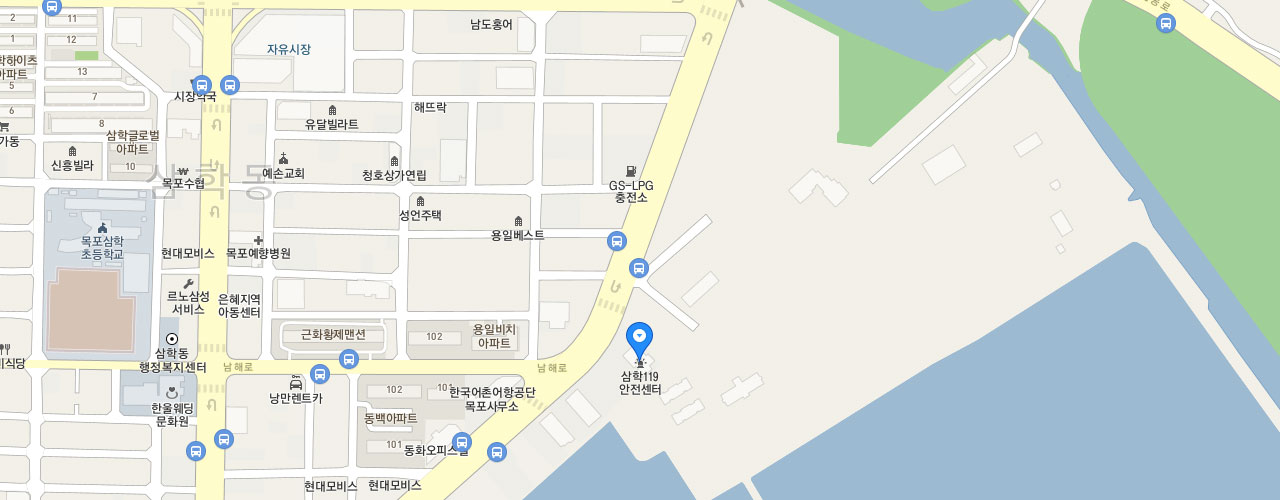 2
11
남도홍어
1
12
자유시장
13
5
7
시장약국
해뜨락
6
8
유달빌라트
가동
삼학글로벌
아파트
신흥빌라
10
예손교회
청호상가연립
목포수협
삼학동
GS-LPG
충전소
성언주택
용일베스트
목포삼학
초등학교
현대모비스
목포예향병원
르노삼성
서비스
은혜지역
아동센터
근화황제맨션
102
용일비치
아파트
삼학동
행정복지센터
남해로
남해로
삼학119
안전센터
낭만렌트카
102
101
한국어촌어항공단
목포사무소
한울웨딩
문화원
동백아파트
101
동화오피스텔
현대모비스
현대모비스